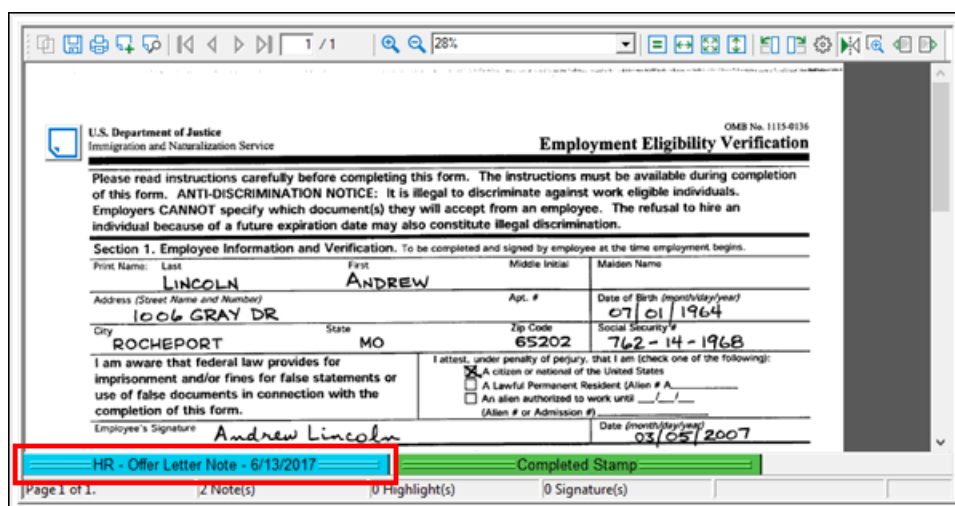 1 / 1 28%
OMB No. 1115-0136
U.S. Department of Justice
Immigration and Naturalization Service
Employment Eligibility Verification
Please read instructions carefully before completing this form. The instructions must be available during completion
of this form. ANTI-DISCRIMINATION NOTICE: It is illegal to discriminate against work eligible individuals.
Employers CANNOT specify which document(s) they will accept from an employee. The refusal to hire an
individual because of a future expiration date may also constitute illegal discrimination.
Section 1. Employee Information and Verification. To be completed and signed by employee at the time employment begins.
Print Name: Last First Middle Initial Maiden Name
LINCOLN ANDREW
Address (Street Name and Number) Apt. # Date of Birth (month/day/year)
1006 GRAY DR 07 01 1964
City State Zip Code Social Security #
ROCHEPORT MO 65202 762-14-1968
I am aware that federal law provides for
imprisonment and/or fines for false statements or
use of false documents in connection with the
completion of this form.
I attest, under penalty of perjury, that I am (check one of the following):
A citizen or national of the United States
A Lawful Permanent Resident (Alien # A
An alien authorized to work until __/__/__
(Alien # or Admission #)
Employee's Signature Andrew Lincoln
Date (month/day/year)
03/05/2007
HR - Offer Letter Note - 6/13/2017 Completed Stamp
Page 1 of 1. 2 Note(s) 0 Highlight(s) 0 Signature(s)